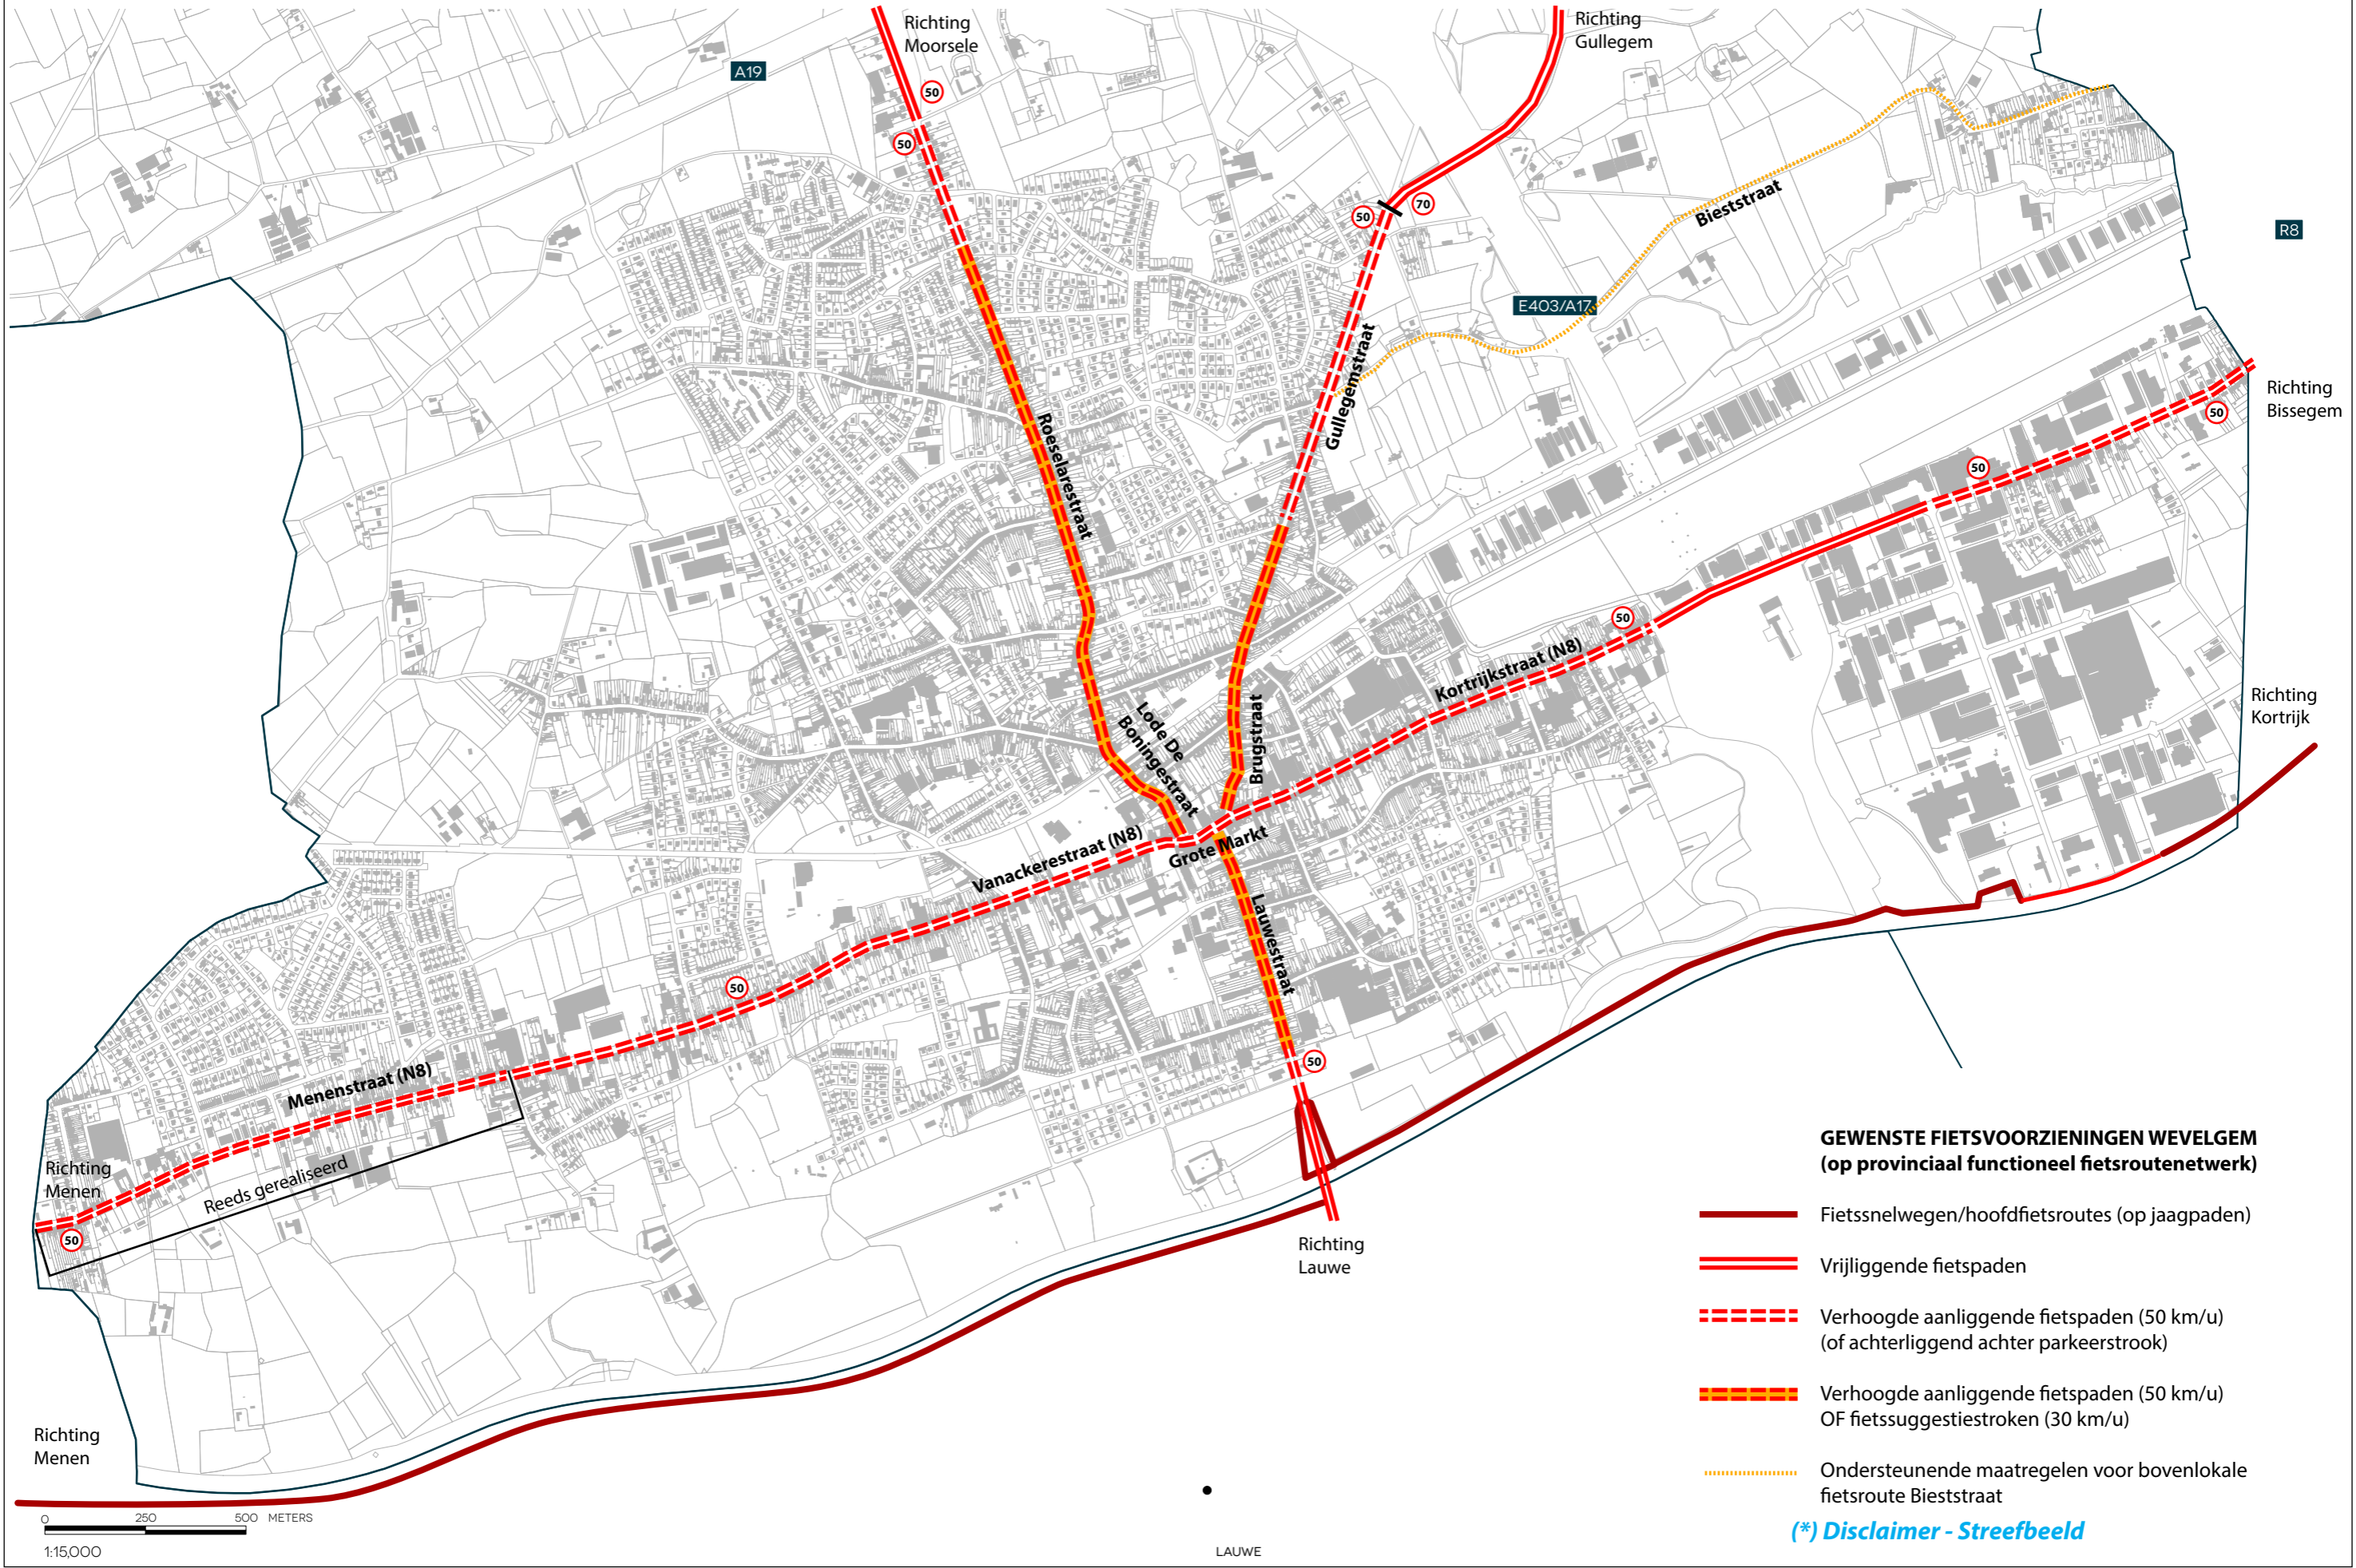 Richting
Moorsele
Richting
Gullegem
A19
50
50
50
70
Bieststraat
R8
E403/A17
Gullegemstraat
Richting
Bissegem
50
Roeselarestraat
50
50
Kortrijkstraat (N8)
Richting
Kortrijk
Lode De
Boningestraat
Brugstraat
Vanackerestraat (N8)
Grote Markt
Lauwestraat
50
50
Menenstraat (N8)
Richting
Menen
Reeds gerealiseerd
50
Richting
Lauwe
Richting
Menen
GEWENSTE FIETSVOORZIENINGEN WEVELGEM
(op provinciaal functioneel fietsroutenetwerk)
Fietssnelwegen/hoofdfietsroutes (op jaagpaden)
Vrijliggende fietspaden
Verhoogde aanliggende fietspaden (50 km/u)
(of achterliggend achter parkeerstrook)
Verhoogde aanliggende fietspaden (50 km/u)
OF fietssuggestiestroken (30 km/u)
Ondersteunende maatregelen voor bovenlokale
fietsroute Bieststraat
(*) Disclaimer - Streefbeeld
0 250 500 METERS
1:15,000
LAUWE